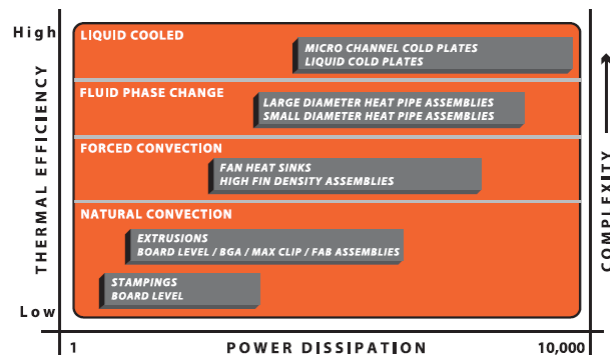 High
LIQUID COOLED
MICRO CHANNEL COLD PLATES
LIQUID COLD PLATES
FLUID PHASE CHANGE
LARGE DIAMETER HEAT PIPE ASSEMBLIES
SMALL DIAMETER HEAT PIPE ASSEMBLIES
FORCED CONVECTION
FAN HEAT SINKS
HIGH FIN DENSITY ASSEMBLIES
NATURAL CONVECTION
EXTRUSIONS
BOARD LEVEL / BGA / MAX CLIP / FAB ASSEMBLIES
STAMPINGS
BOARD LEVEL
Low
THERMAL EFFICIENCY
COMPLEXITY
1 POWER DISSIPATION 10,000